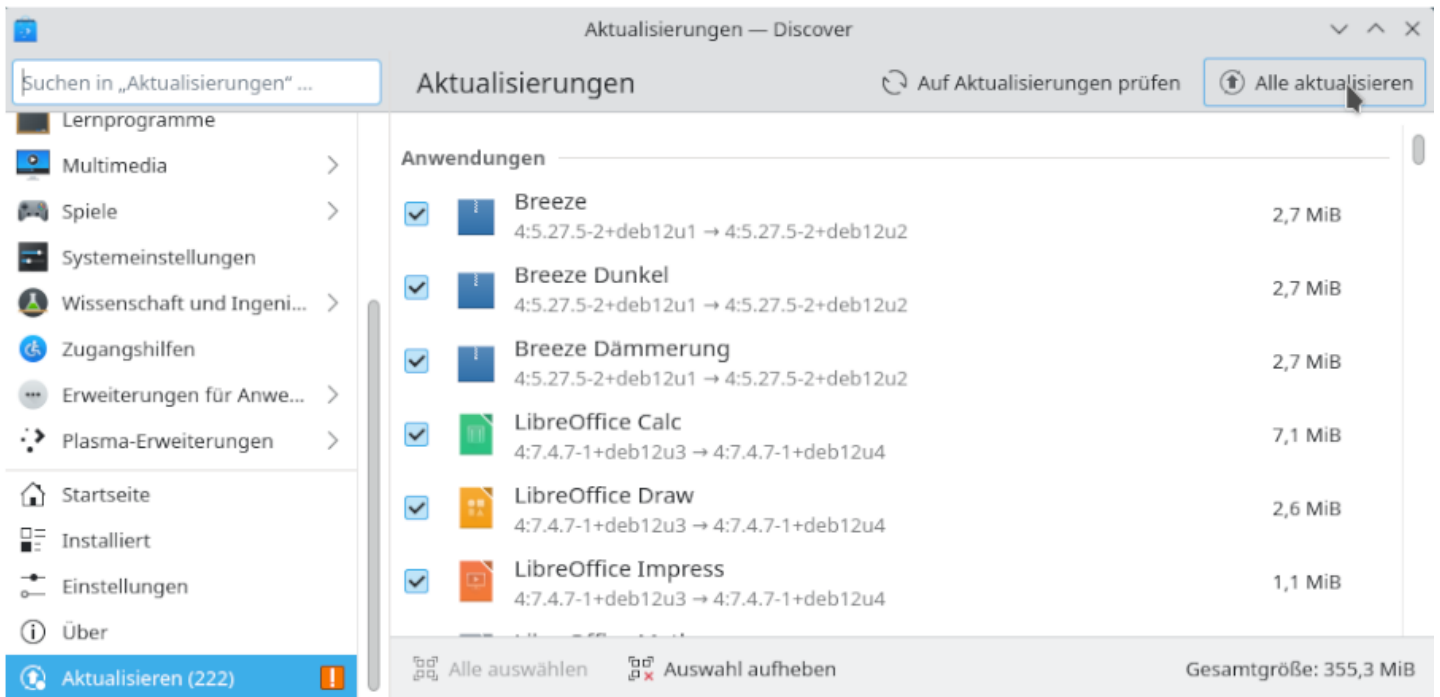 Aktualisierungen — Discover
Suchen in „Aktualisierungen“ ...
Aktualisierungen
Auf Aktualisierungen prüfen
Alle aktualisieren
Lernprogramme
Multimedia
Spiele
Systemeinstellungen
Wissenschaft und Ingeni...
Zugangshilfen
Erweiterungen für Anwe...
Plasma-Erweiterungen
Startseite
Installiert
Einstellungen
Über
Aktualisieren (222)
Anwendungen
Breeze
4:5.27.5-2+deb12u1 → 4:5.27.5-2+deb12u2
2,7 MiB
Breeze Dunkel
4:5.27.5-2+deb12u1 → 4:5.27.5-2+deb12u2
2,7 MiB
Breeze Dämmerung
4:5.27.5-2+deb12u1 → 4:5.27.5-2+deb12u2
2,7 MiB
LibreOffice Calc
4:7.4.7-1+deb12u3 → 4:7.4.7-1+deb12u4
7,1 MiB
LibreOffice Draw
4:7.4.7-1+deb12u3 → 4:7.4.7-1+deb12u4
2,6 MiB
LibreOffice Impress
4:7.4.7-1+deb12u3 → 4:7.4.7-1+deb12u4
1,1 MiB
Alle auswählen
Auswahl aufheben
Gesamtgröße: 355,3 MiB